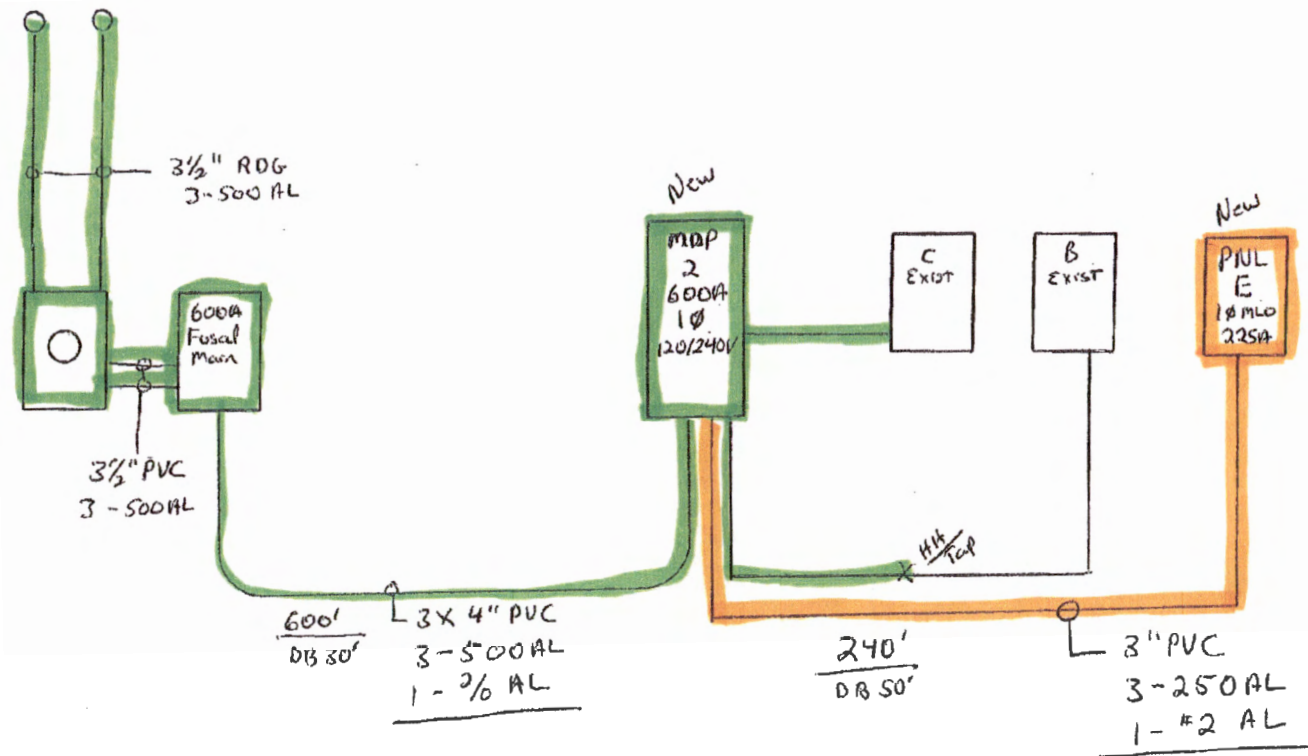 3½" RDG
3-500 AL
600A
Fusal
Main
3½" PVC
3-500AL
New
MDP
2
600A
1Ø
120/240V
C
EXIST
B
EXIST
New
PNL
E
1Ø MLO
225A
HH/
Tap
600'
DB 30'
3X 4" PVC
3-500AL
1-2/0 AL
240'
DB 50'
3" PVC
3-250AL
1-#2 AL